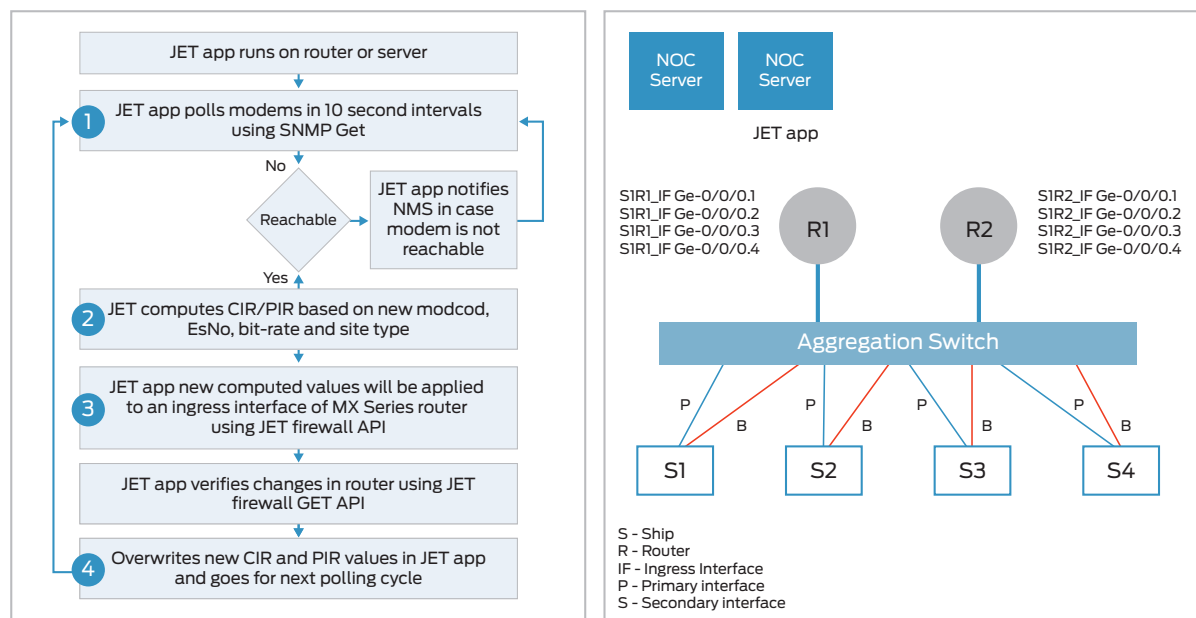 JET app runs on router or server
1
JET app polls modems in 10 second intervals
using SNMP Get
No
Reachable
JET app notifies
NMS in case
modem is not
reachable
Yes
2
JET computes CIR/PIR based on new modcod,
EsNo, bit-rate and site type
3
JET app new computed values will be applied
to an ingress interface of MX Series router
using JET firewall API
JET app verifies changes in router using JET
firewall GET API
4
Overwrites new CIR and PIR values in JET app
and goes for next polling cycle
NOC
Server
NOC
Server
JET app
S1R1_IF Ge-0/0/0.1
S1R1_IF Ge-0/0/0.2
S1R1_IF Ge-0/0/0.3
S1R1_IF Ge-0/0/0.4
R1
R2
S1R2_IF Ge-0/0/0.1
S1R2_IF Ge-0/0/0.2
S1R2_IF Ge-0/0/0.3
S1R2_IF Ge-0/0/0.4
Aggregation Switch
P
B
P
B
P
B
P
B
S1
S2
S3
S4
S - Ship
R - Router
IF - Ingress Interface
P - Primary interface
S - Secondary interface